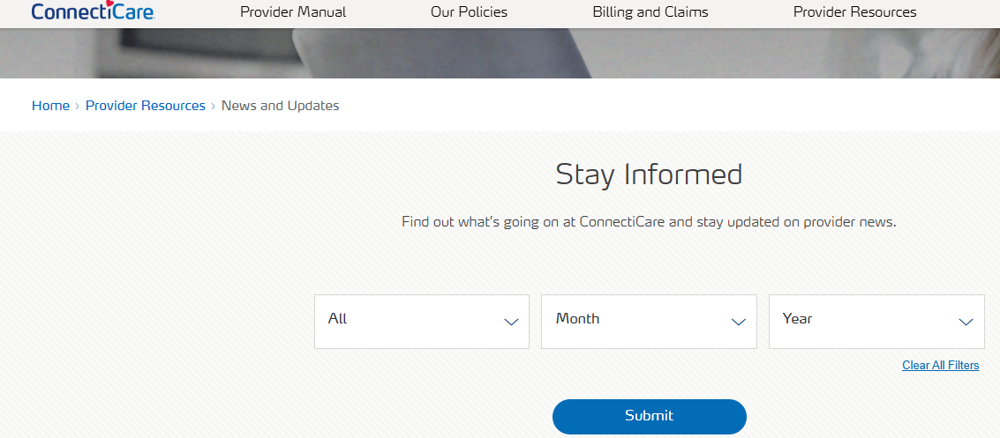 ConnectiCare Provider Manual Our Policies Billing and Claims Provider Resources
Home › Provider Resources › News and Updates
Stay Informed
Find out what's going on at ConnectiCare and stay updated on provider news.
All Month Year
Clear All Filters
Submit